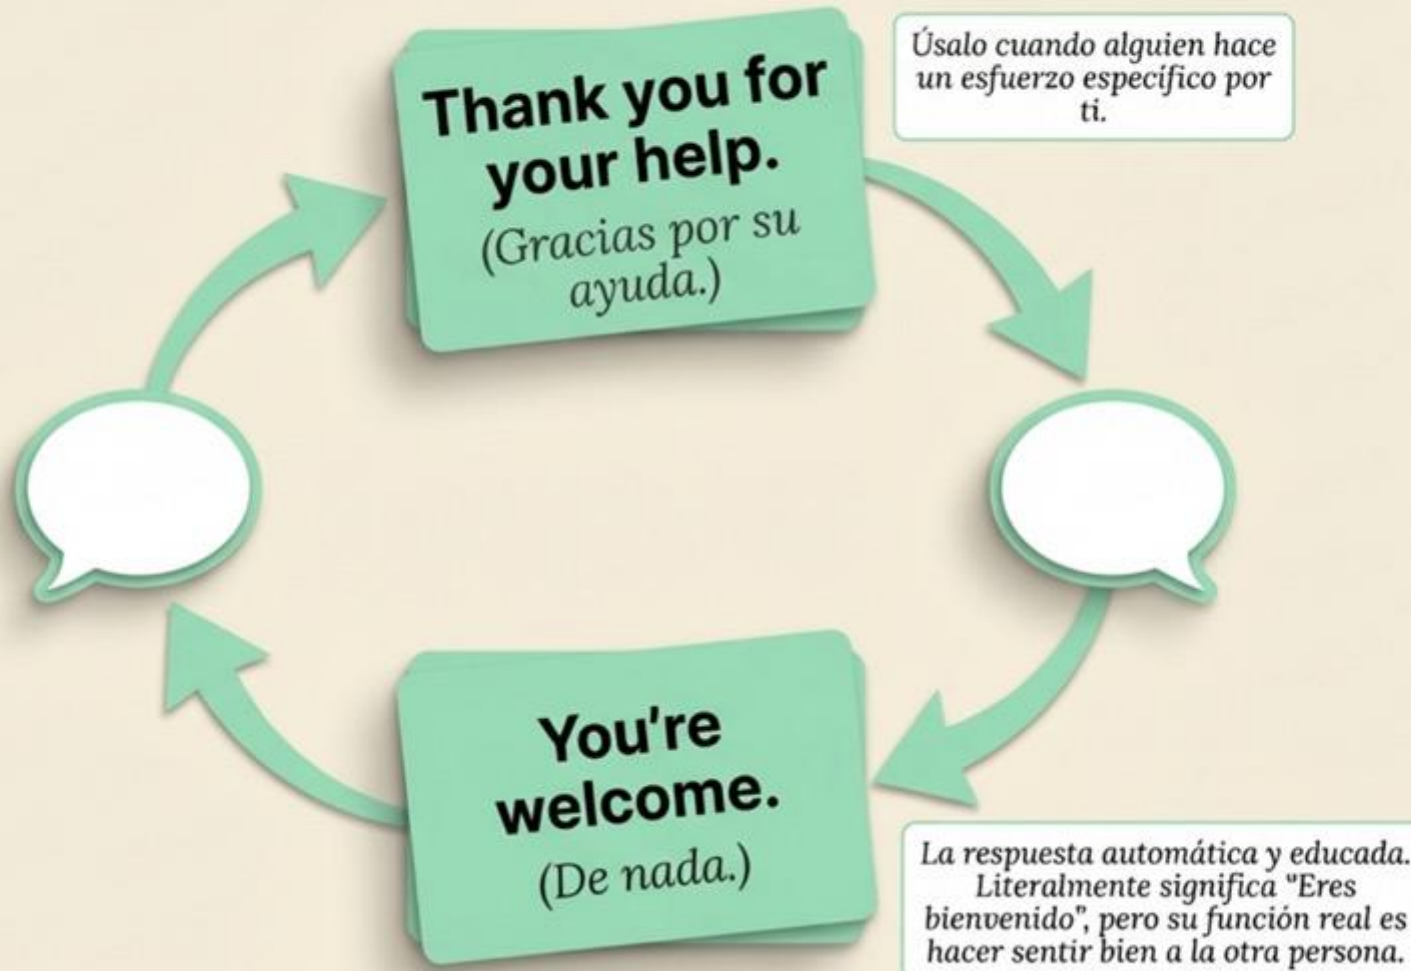 Thank you for
your help.
(Gracias por su
ayuda.)
Úsalo cuando alguien hace
un esfuerzo específico por
ti.
You're
welcome.
(De nada.)
La respuesta automática y educada.
Literalmente significa "Eres
bienvenido", pero su función real es
hacer sentir bien a la otra persona.